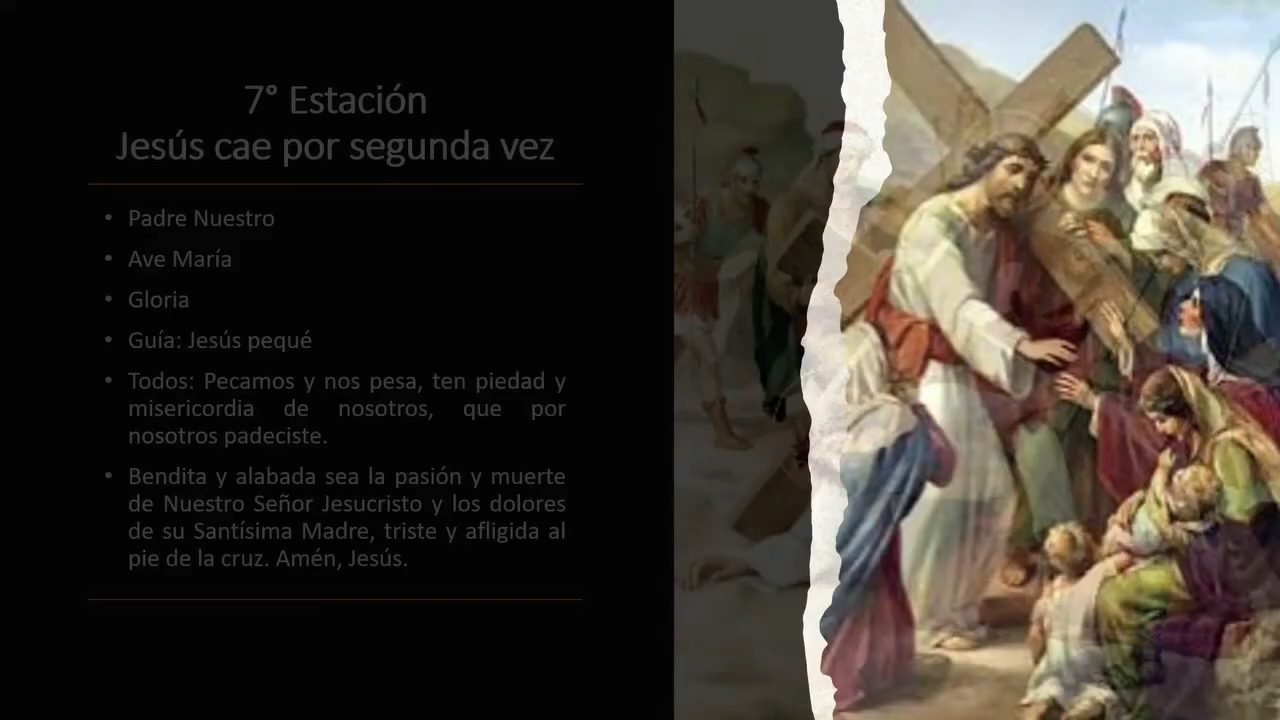 7° Estación
Jesús cae por segunda vez
• Padre Nuestro
• Ave María
• Gloria
• Guía: Jesús pequé
• Todos: Pecamos y nos pesa, ten piedad y
misericordia de nosotros, que por
nosotros padeciste.
• Bendita y alabada sea la pasión y muerte
de Nuestro Señor Jesucristo y los dolores
de su Santísima Madre, triste y afligida al
pie de la cruz. Amén, Jesús.